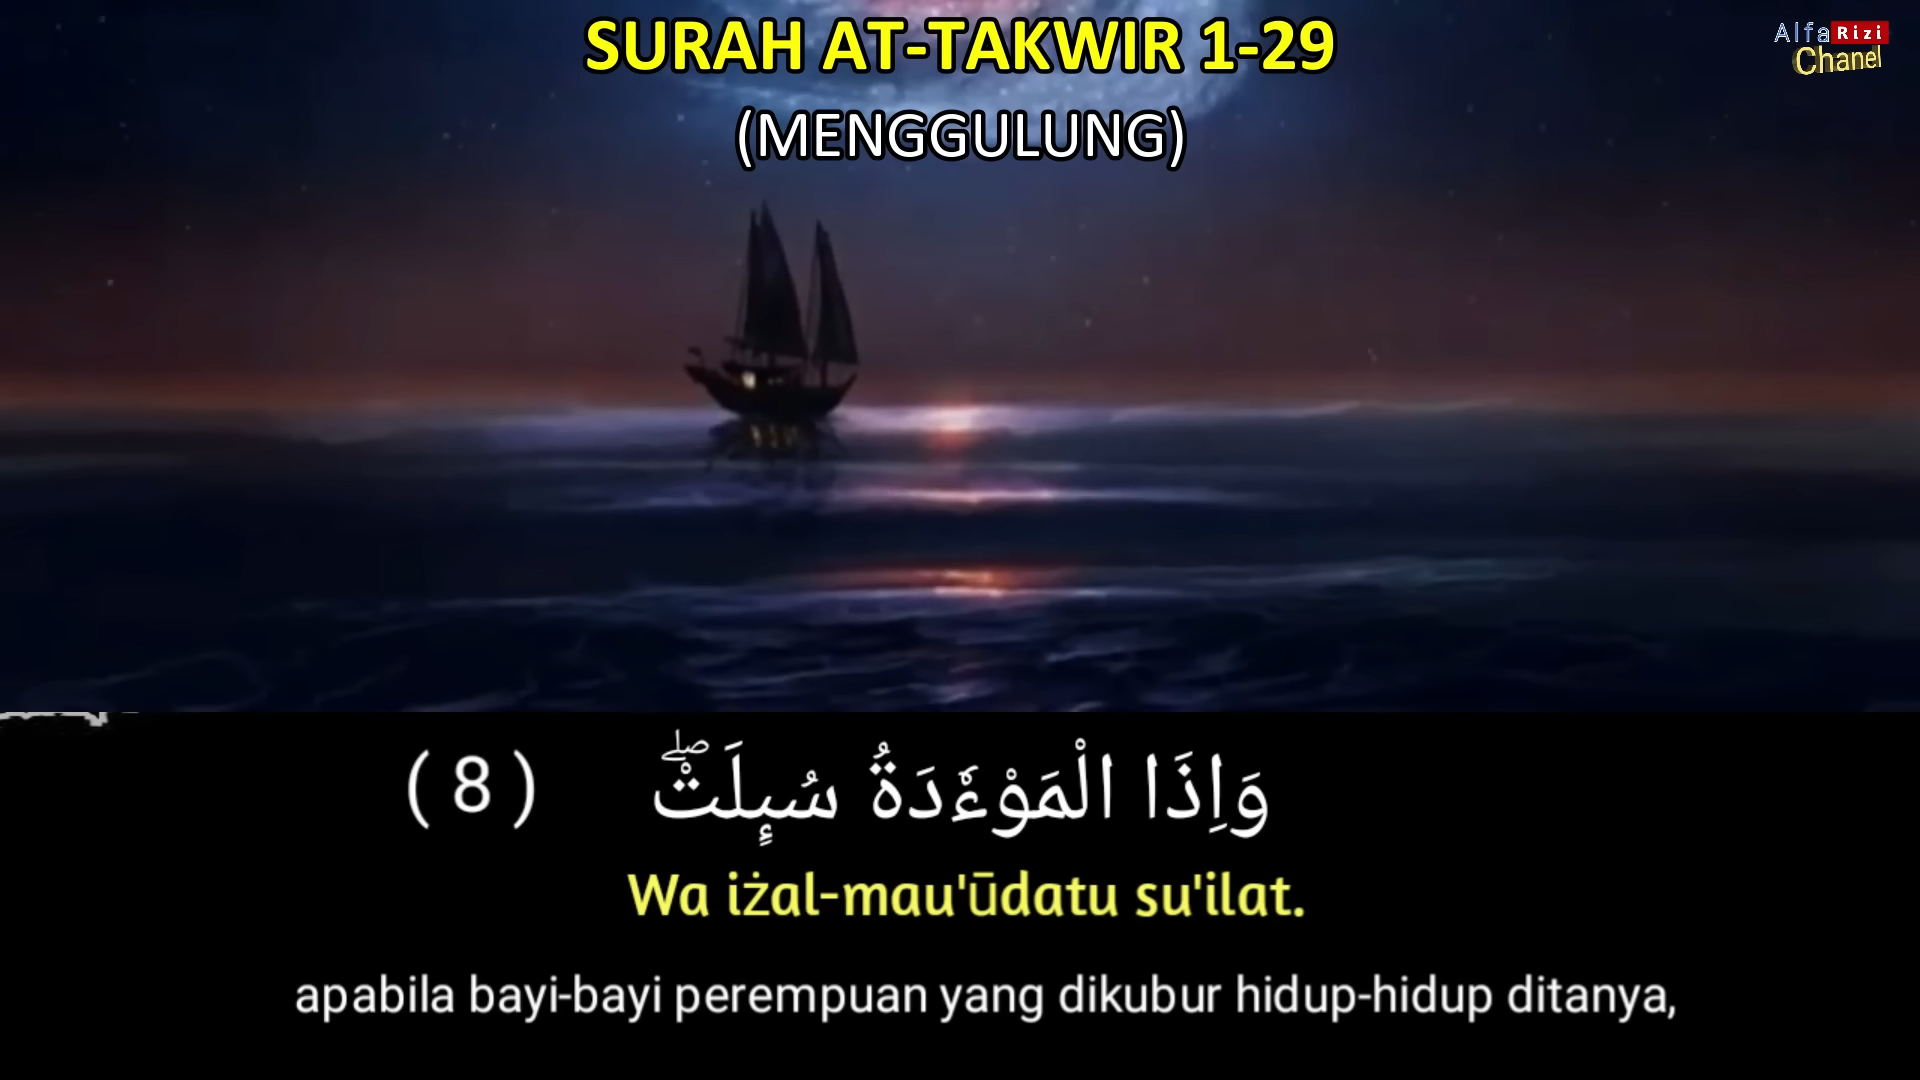 SURAH AT-TAKWIR 1-29
(MENGGULUNG)
Alfa Rizi
Chanel
وَاِذَا الْمَوْءٗدَةُ سُىِٕلَتْۖ ( 8 )
Wa iżal-mau'ūdatu su'ilat.
apabila bayi-bayi perempuan yang dikubur hidup-hidup ditanya,